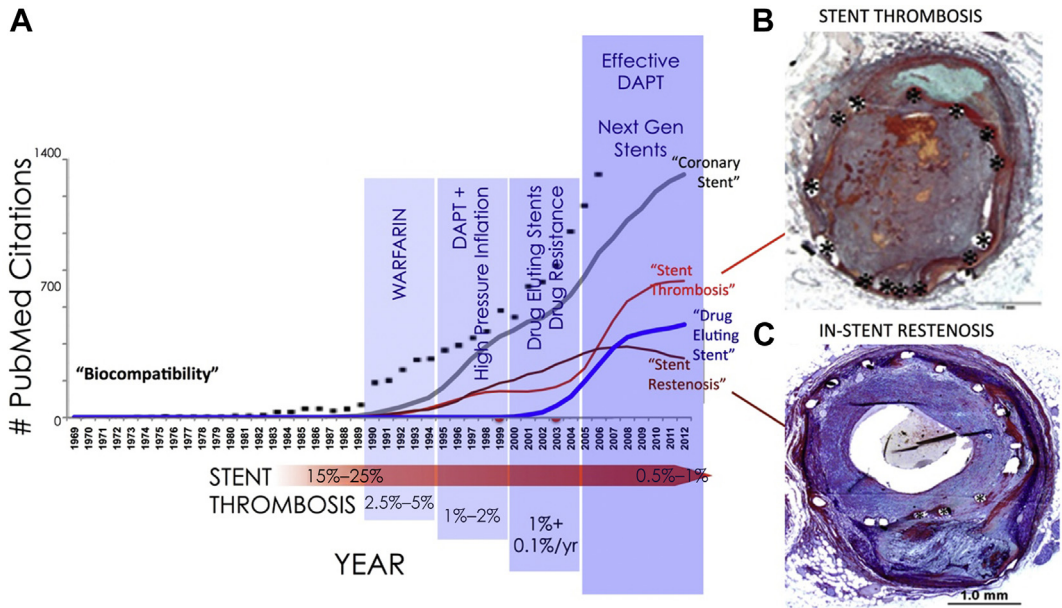 A
B
STENT THROMBOSIS
Effective
DAPT
Next Gen
Stents
"Coronary
Stent"
1400
700
0
# PubMed Citations
WARFARIN
DAPT +
High Pressure Inflation
Drug Eluting Stents
Drug Resistance
"Stent
Thrombosis"
"Drug
Eluting
Stent"
"Stent
Restenosis"
"Biocompatibility"
C
IN-STENT RESTENOSIS
1969
1970
1971
1972
1973
1974
1975
1976
1977
1978
1979
1980
1981
1982
1983
1984
1985
1986
1987
1988
1989
1990
1991
1992
1993
1994
1995
1996
1997
1998
1999
2000
2001
2002
2003
2004
2005
2006
2007
2008
2009
2010
2011
2012
STENT
THROMBOSIS
15%–25%
2.5%–5%
1%–2%
1%+
0.1%/yr
0.5%–1%
YEAR
1.0 mm